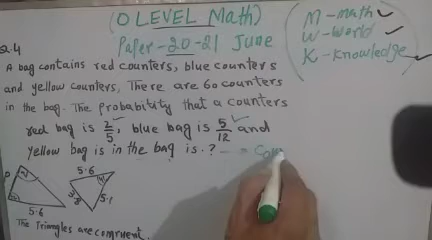 (O LEVEL Math)
Paper-20-21 June
M-math
W-world
K-Knowledge
Q.4
A bag contains red counters, blue counters
and yellow counters, There are 60 counters
in the bag. The Probability that a counters
red bag is 2/5, blue bag is 5/12 and
yellow bag is in the bag is.? - = Cou
5.6
5.6
5.1
The Triangles are congruent.